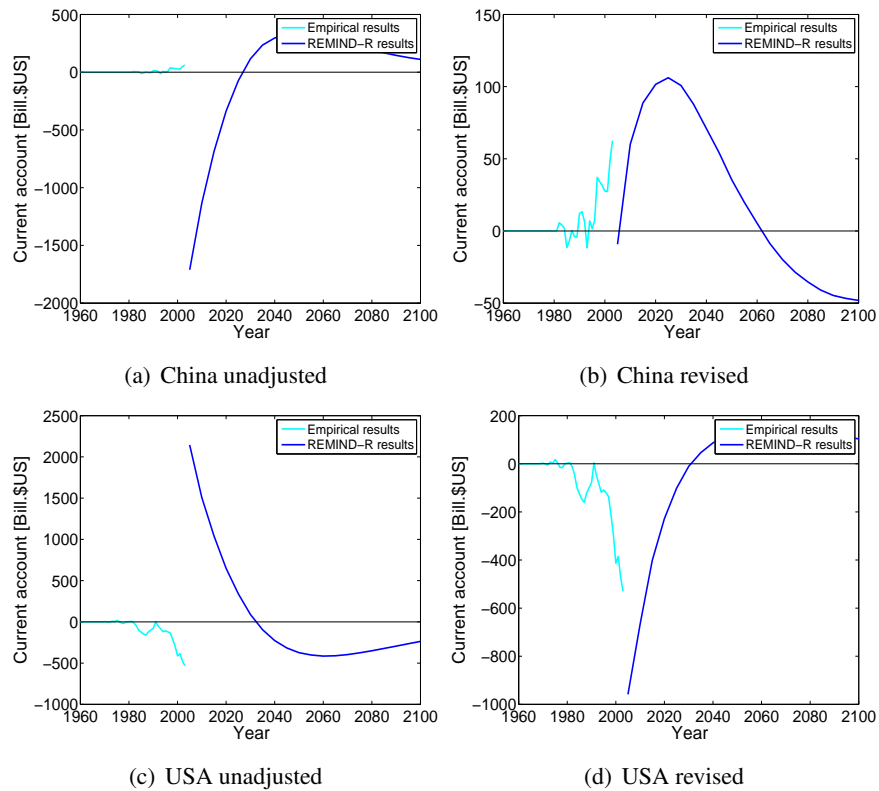 500
0
−500
−1000
−1500
−2000
1960 1980 2000 2020 2040 2060 2080 2100
Year
Current account [Bill.$US]
Empirical results
REMIND−R results
(a) China unadjusted
150
100
50
0
−50
1960 1980 2000 2020 2040 2060 2080 2100
Year
Current account [Bill.$US]
Empirical results
REMIND−R results
(b) China revised
2500
2000
1500
1000
500
0
−500
−1000
1960 1980 2000 2020 2040 2060 2080 2100
Year
Current account [Bill.$US]
Empirical results
REMIND−R results
(c) USA unadjusted
200
0
−200
−400
−600
−800
−1000
1960 1980 2000 2020 2040 2060 2080 2100
Year
Current account [Bill.$US]
Empirical results
REMIND−R results
(d) USA revised